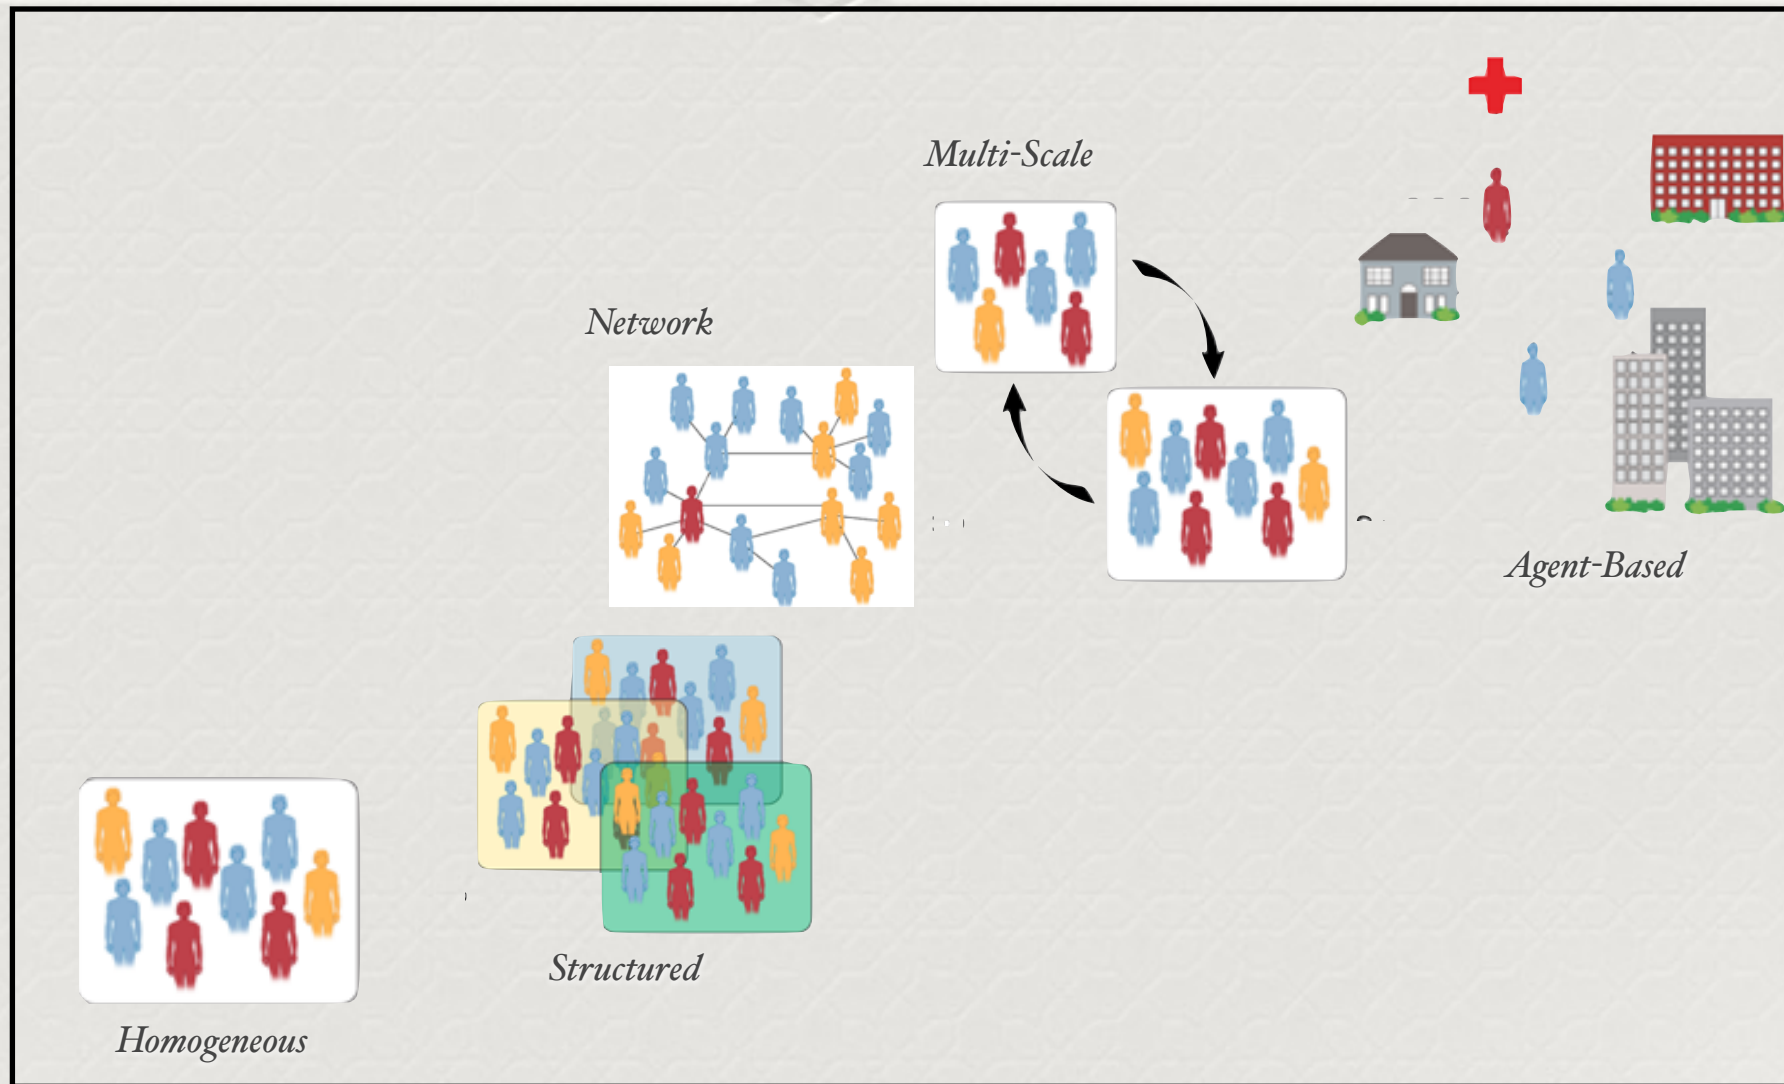 Multi-Scale
Network
Agent-Based
Structured
Homogeneous